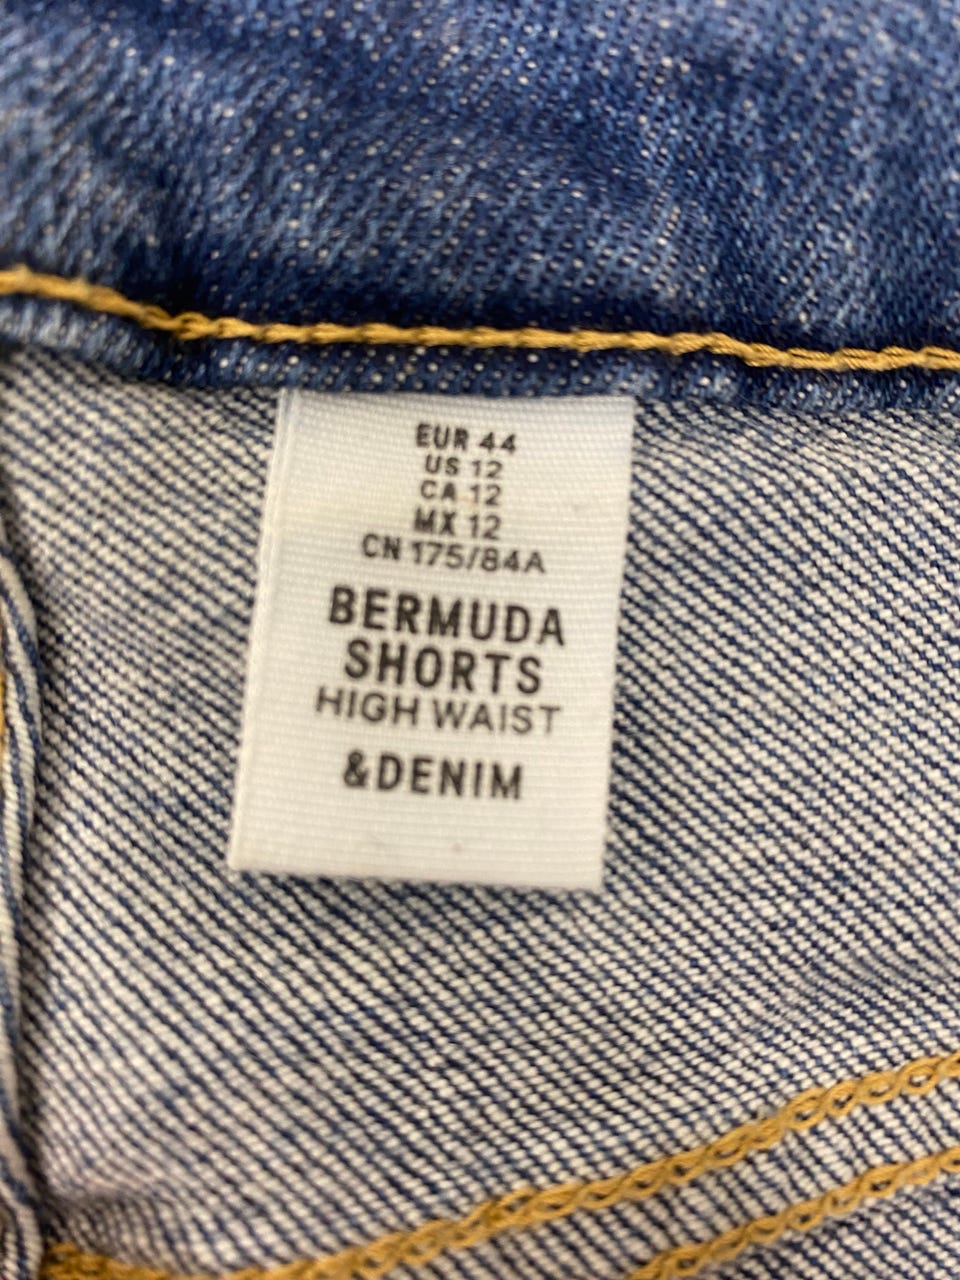 EUR 44
US 12
CA 12
MX 12
CN 175/84A
BERMUDA
SHORTS
HIGH WAIST
&DENIM